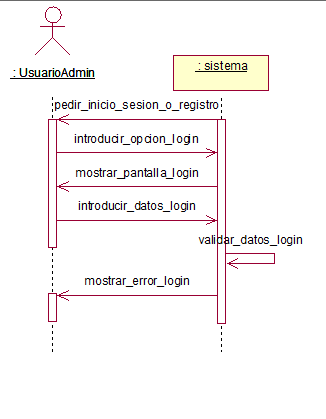 : sistema
: UsuarioAdmin
pedir_inicio_sesion_o_registro
introducir_opcion_login
mostrar_pantalla_login
introducir_datos_login
validar_datos_login
mostrar_error_login